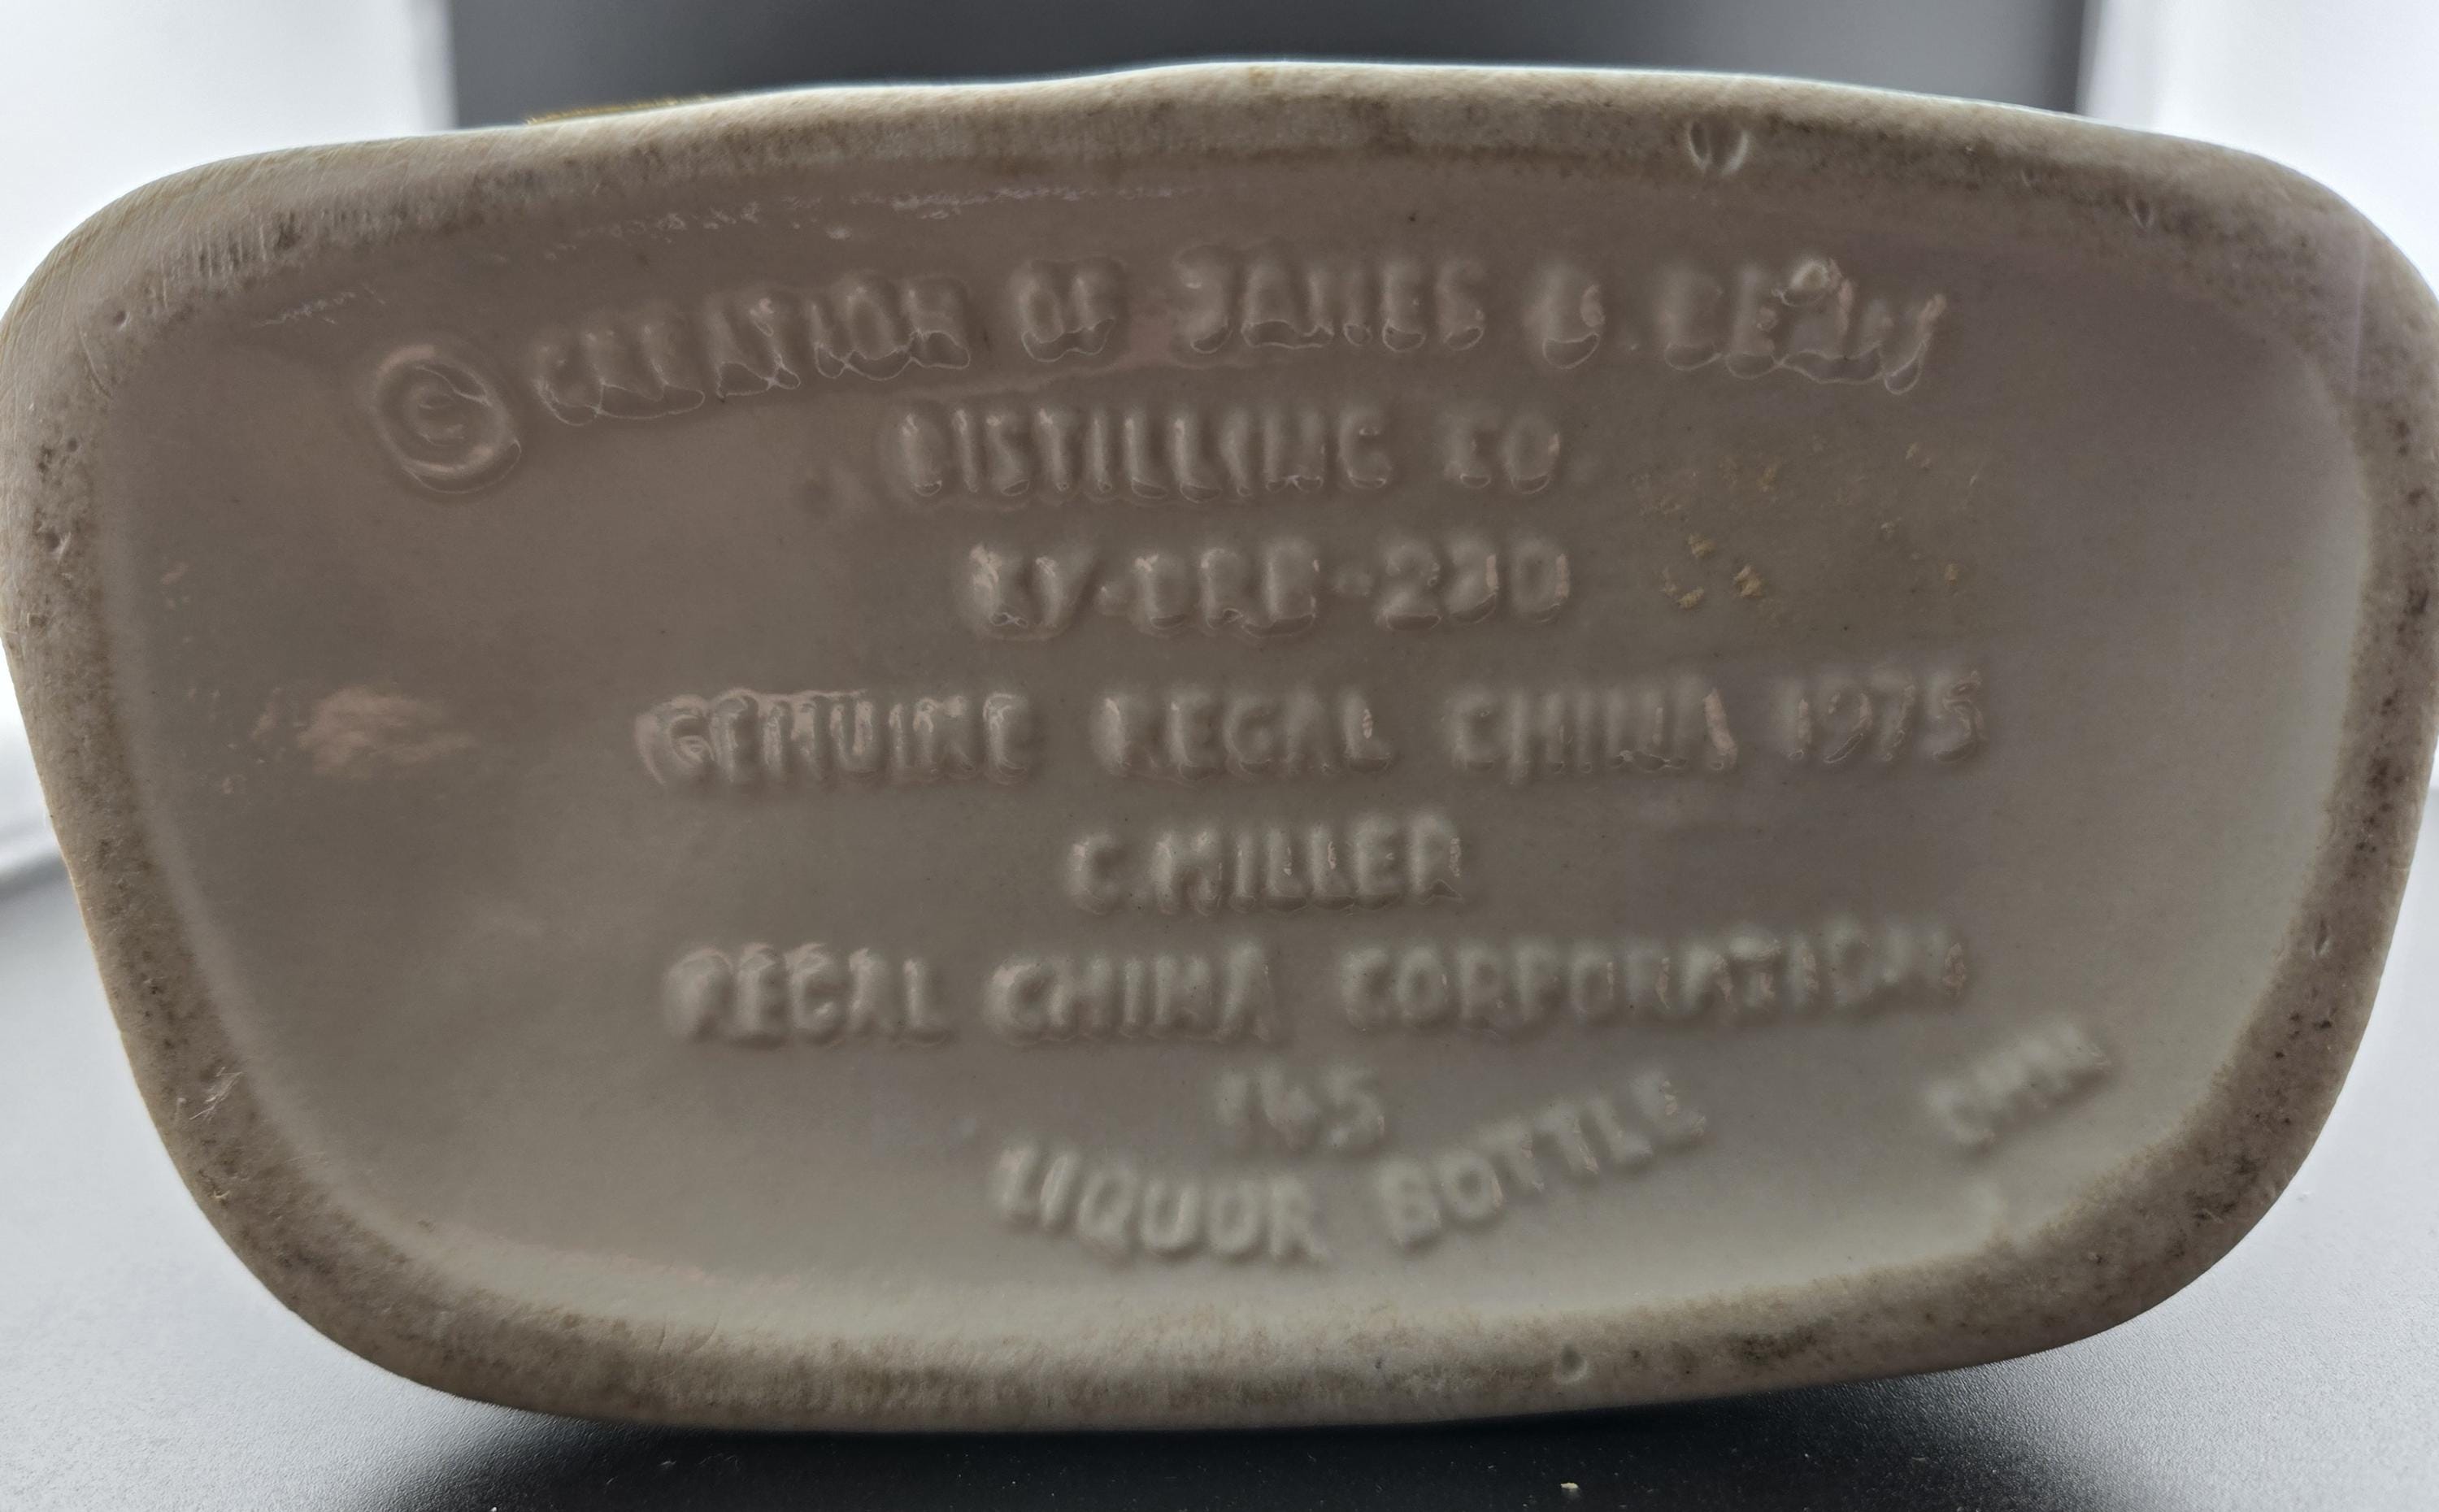 © CREATION OF JAMES B. BEAM
DISTILLING CO.
KY-DRB-230
GENUINE REGAL CHINA 1975
C. MILLER
REGAL CHINA CORPORATION
145
LIQUOR BOTTLE